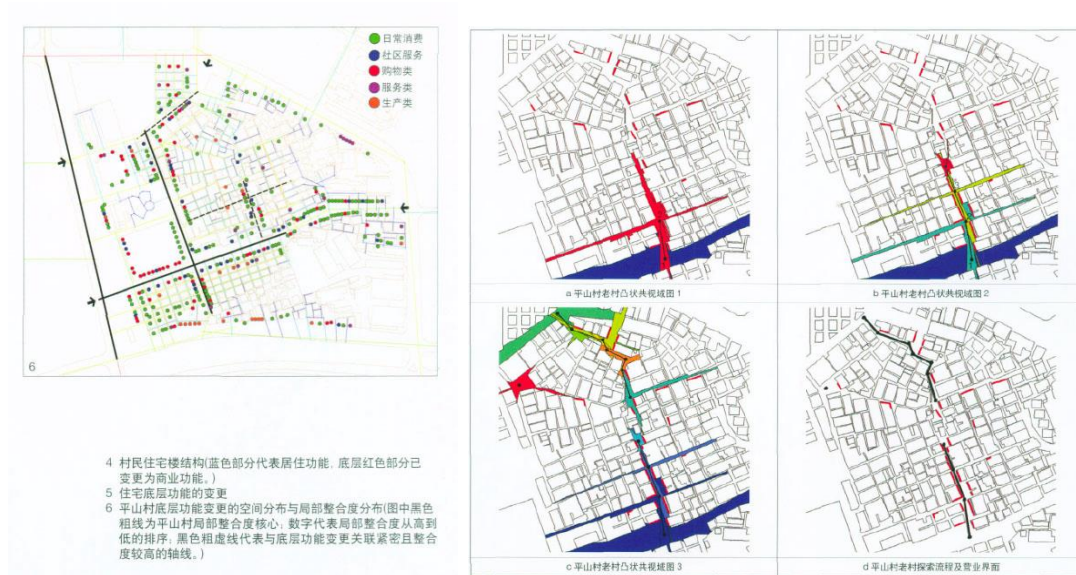 日常消费
社区服务
购物类
服务类
生产类
6
4 村民住宅楼结构(蓝色部分代表居住功能，底层红色部分已
变更为商业功能。)
5 住宅底层功能的变更
6 平山村底层功能变更的空间分布与局部整合度分布(图中黑色
粗线为平山村局部整合度核心；数字代表局部整合度从高到
低的排序；黑色粗虚线代表与底层功能变更关联紧密且整合
度较高的轴线。)
a 平山村老村凸状共视域图 1
b 平山村老村凸状共视域图 2
c 平山村老村凸状共视域图 3
d 平山村老村探索流程及营业界面